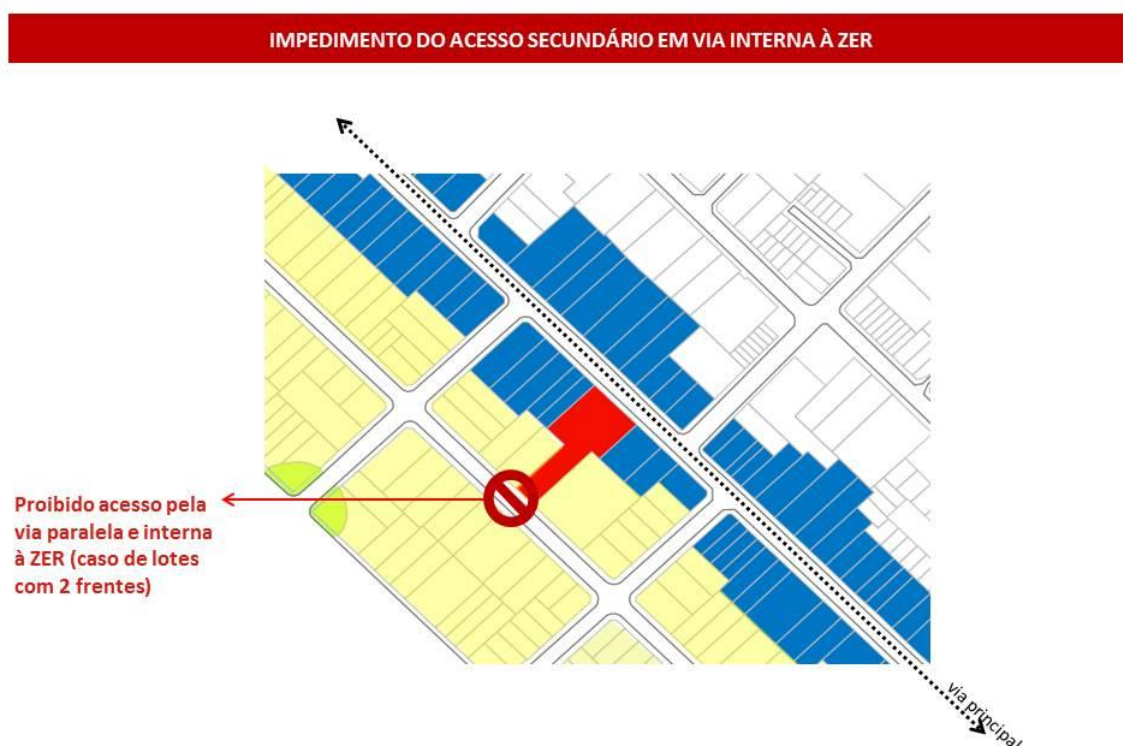 IMPEDIMENTO DO ACESSO SECUNDÁRIO EM VIA INTERNA À ZER
Proibido acesso pela
via paralela e interna
à ZER (caso de lotes
com 2 frentes)
via principal